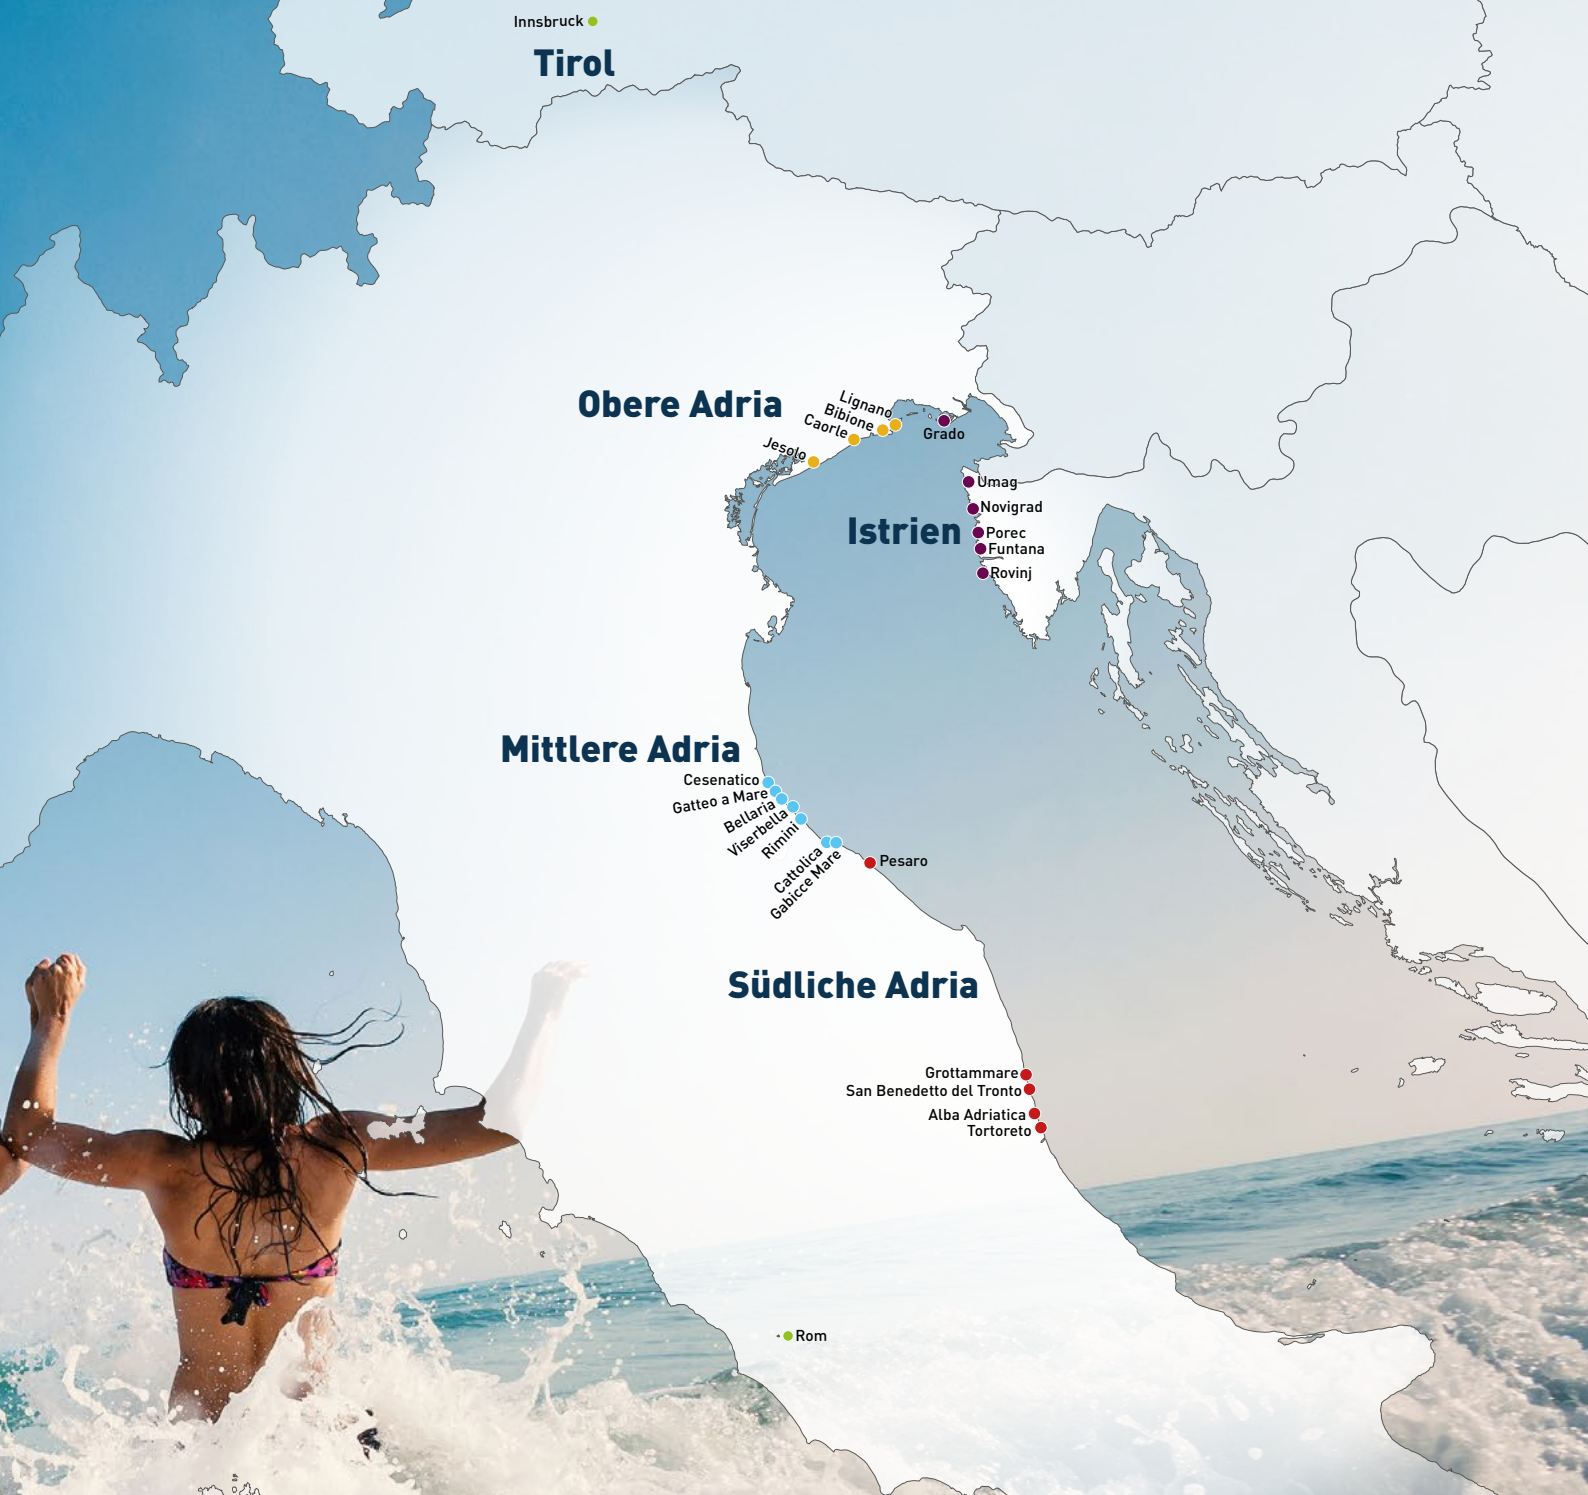 Innsbruck
Tirol
Obere Adria
Lignano
Bibione
Caorle
Jesolo
Grado
Umag
Novigrad
Istrien
Porec
Funtana
Rovinj
Mittlere Adria
Cesenatico
Gatteo a Mare
Bellaria
Viserbella
Rimini
Cattolica
Gabicce Mare
Pesaro
Südliche Adria
Grottammare
San Benedetto del Tronto
Alba Adriatica
Tortoreto
Rom